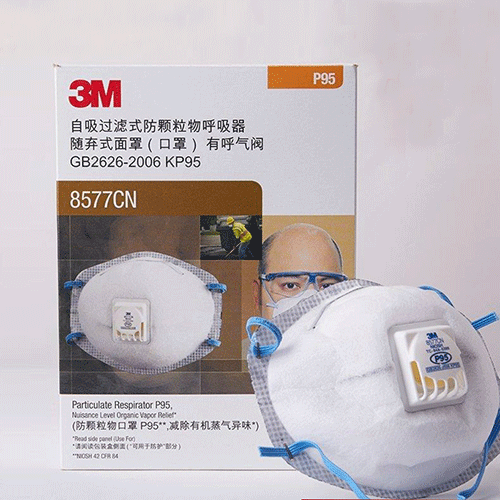 3M
P95
自吸过滤式防颗粒物呼吸器
随弃式面罩（口罩） 有呼气阀
GB2626-2006 KP95
8577CN
Particulate Respirator P95,
Nuisance Level Organic Vapor Relief*
(防颗粒物口罩 P95**,减除有机蒸气异味*)
*Read side panel (Use For)
*请阅读包装盒侧面("可用于防护"部分)
**NIOSH 42 CFR 84
3M
8577CN
NIOSH
P95